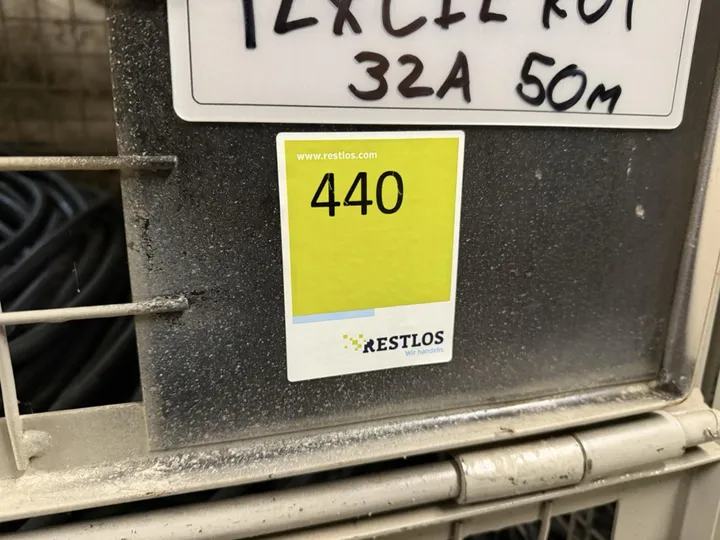 32A 50m
www.restlos.com
440
RESTLOS
Wir handeln.